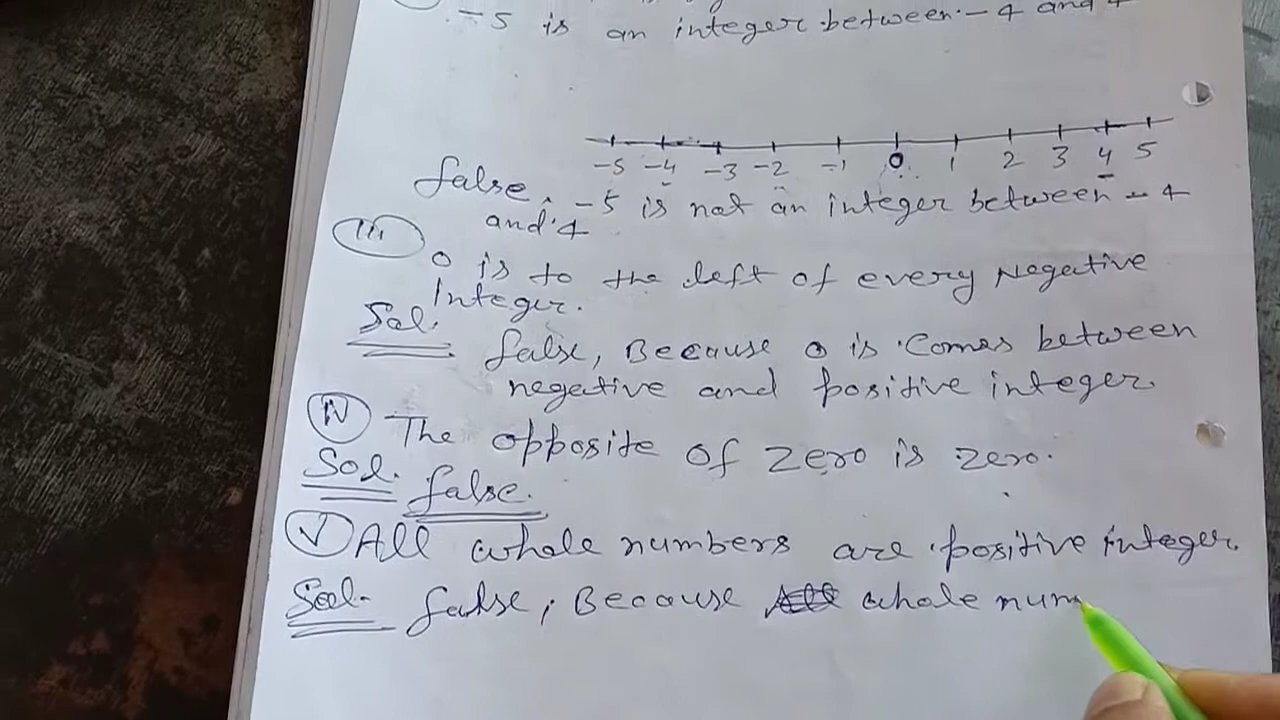 -5 is an integer between -4 and 4
-5 -4 -3 -2 -1 0 1 2 3 4 5
false, -5 is not an integer between -4
and 4
iii
0 is to the left of every Negative
Integer.
Sol.
false, Because 0 is Comes between
negative and positive integer.
IV The opposite of zero is zero.
Sol. false.
V All whole numbers are positive integer.
Sol. false, Because whole num